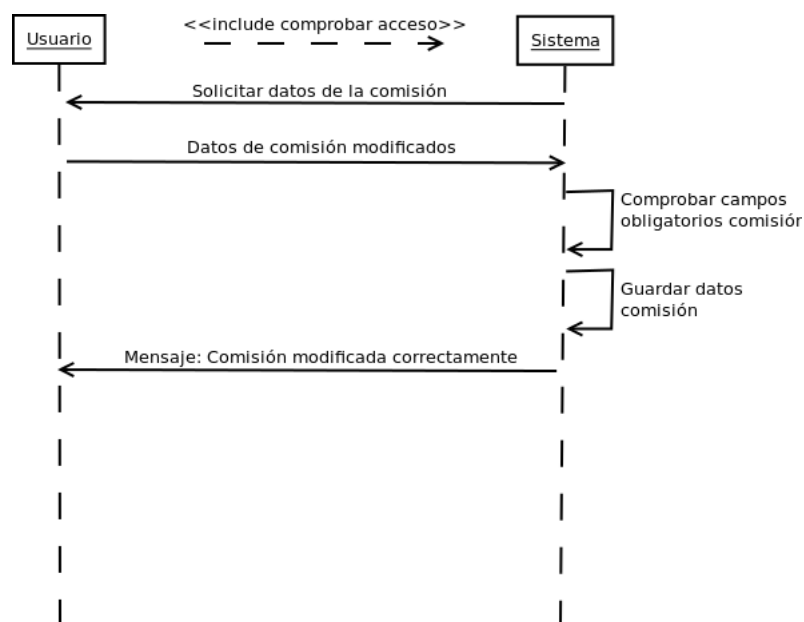 <<include comprobar acceso>>
Usuario
Sistema
Solicitar datos de la comisión
Datos de comisión modificados
Comprobar campos
obligatorios comisión
Guardar datos
comisión
Mensaje: Comisión modificada correctamente